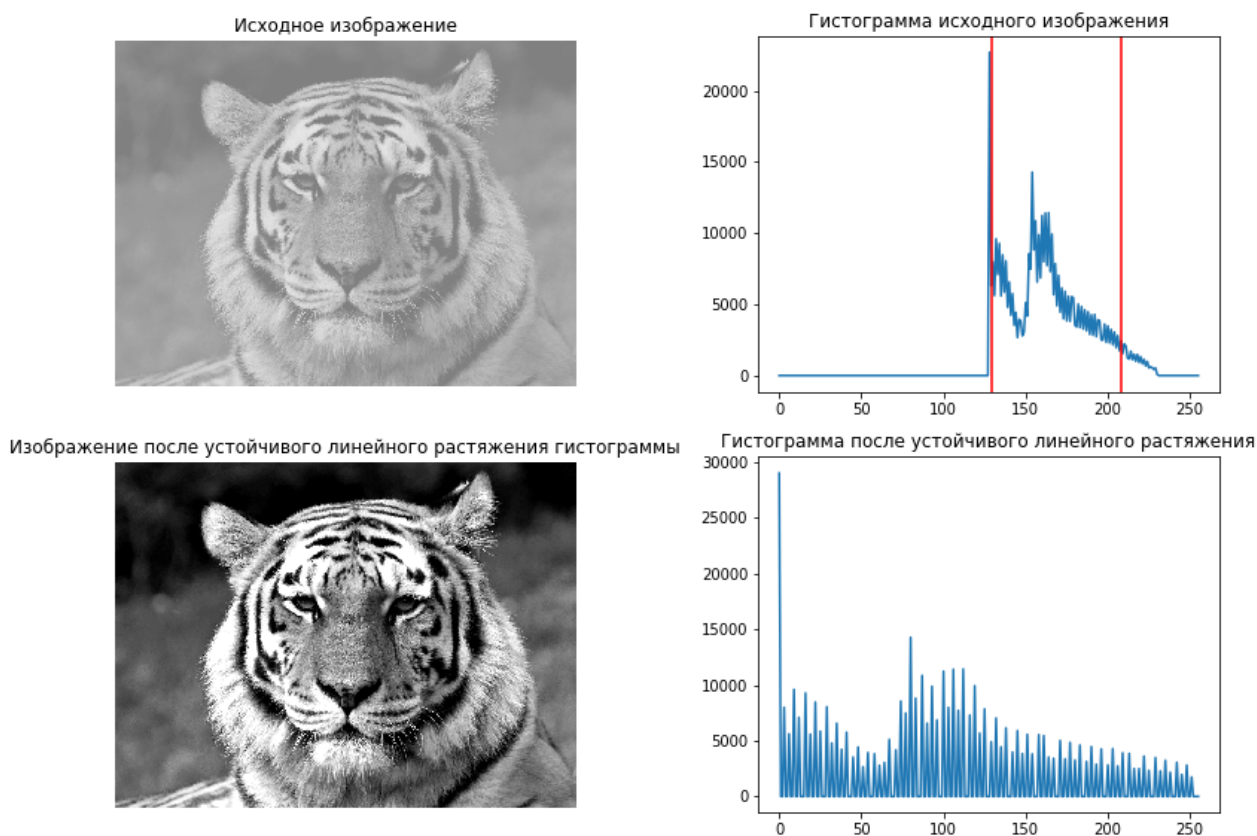 Исходное изображение
Гистограмма исходного изображения
20000
15000
10000
5000
0
0 50 100 150 200 250
Изображение после устойчивого линейного растяжения гистограммы
Гистограмма после устойчивого линейного растяжения
30000
25000
20000
15000
10000
5000
0
0 50 100 150 200 250